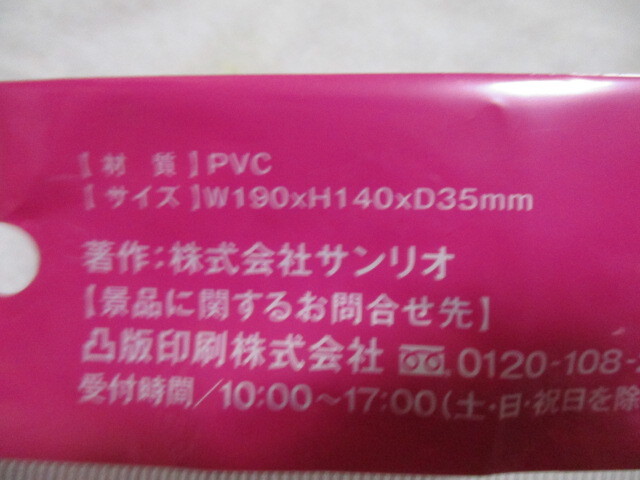 【材 質】PVC
【サイズ】W190xH140xD35mm
著作:株式会社サンリオ
【景品に関するお問合せ先】
凸版印刷株式会社 0120-108-
受付時間/10:00~17:00(土・日・祝日を除